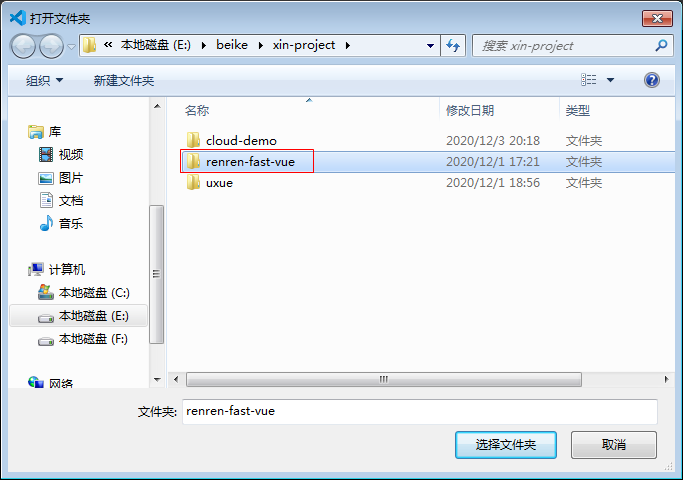 打开文件夹
« 本地磁盘 (E:) beike xin-project
搜索 xin-project
组织 新建文件夹
名称 修改日期 类型
库
视频
图片
文档
音乐
计算机
本地磁盘 (C:)
本地磁盘 (E:)
本地磁盘 (F:)
网络
cloud-demo 2020/12/3 20:18 文件夹
renren-fast-vue 2020/12/1 17:21 文件夹
uxue 2020/12/1 18:56 文件夹
文件夹: renren-fast-vue
选择文件夹 取消